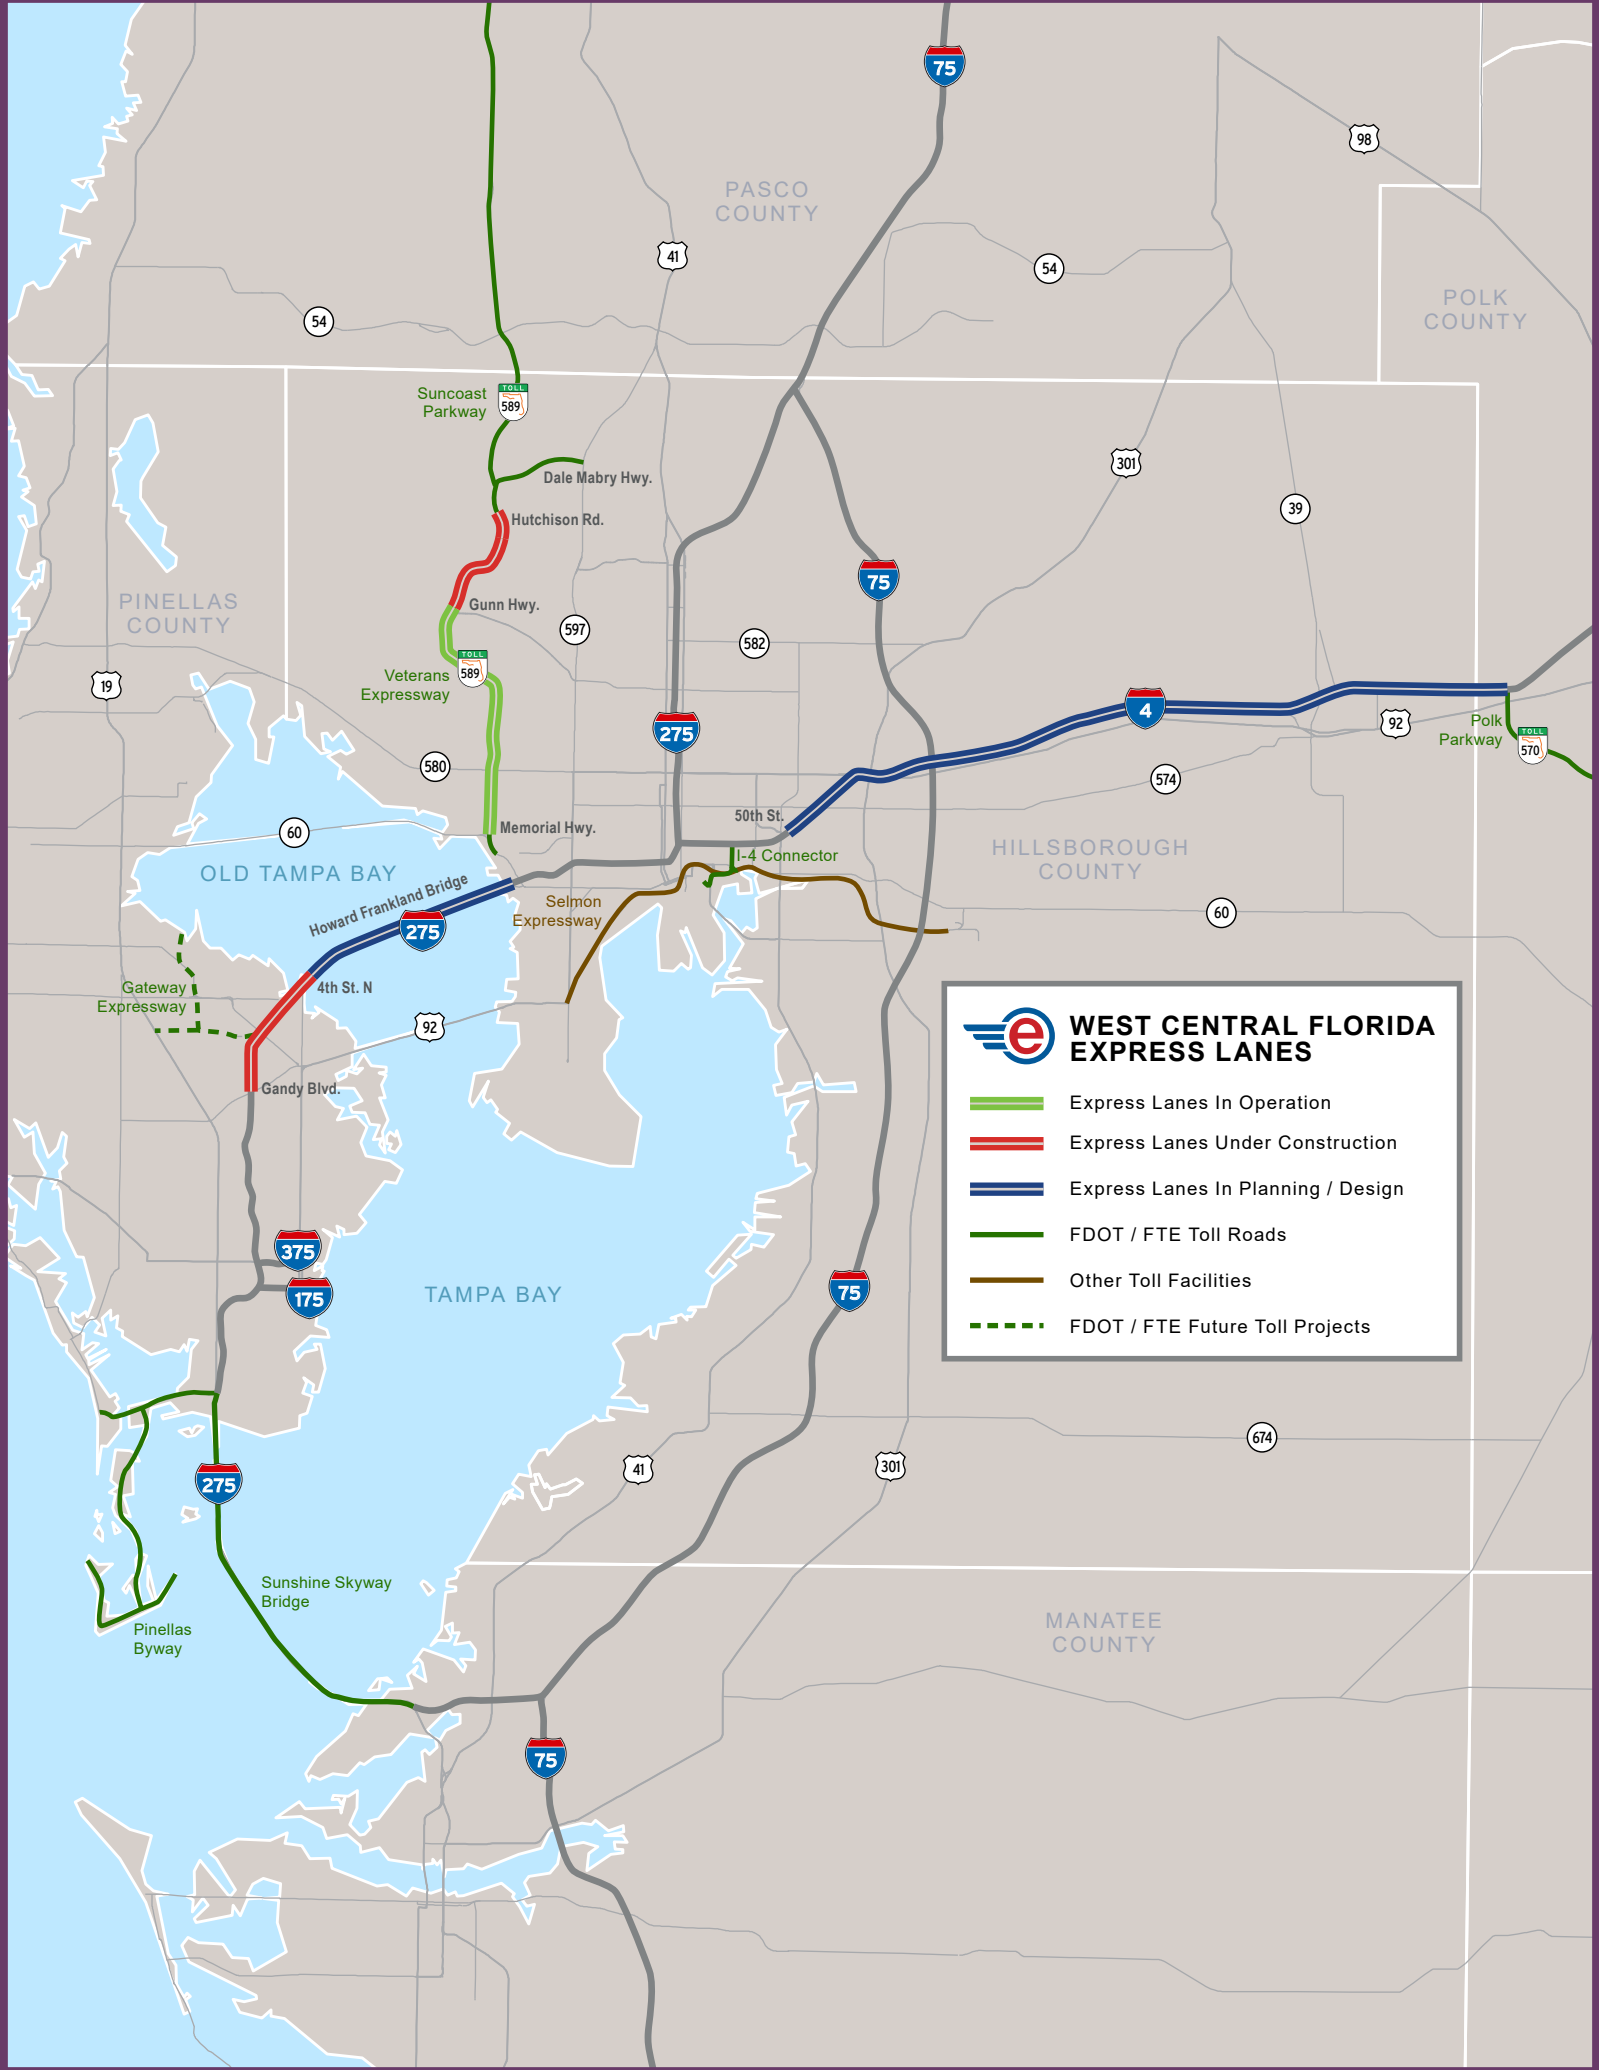 75
98
PASCO
COUNTY
41
54
54
POLK
COUNTY
Suncoast
Parkway
TOLL
589
Dale Mabry Hwy.
301
Hutchison Rd.
39
75
PINELLAS
COUNTY
Gunn Hwy.
597
582
19
Veterans
Expressway
TOLL
589
275
4
92
Polk
Parkway
TOLL
570
580
574
60
Memorial Hwy.
50th St.
I-4 Connector
HILLSBOROUGH
COUNTY
OLD TAMPA BAY
Howard Frankland Bridge
275
Selmon
Expressway
60
Gateway
Expressway
4th St. N
92
Gandy Blvd.
e
WEST CENTRAL FLORIDA
EXPRESS LANES
Express Lanes In Operation
Express Lanes Under Construction
Express Lanes In Planning / Design
FDOT / FTE Toll Roads
Other Toll Facilities
FDOT / FTE Future Toll Projects
375
175
TAMPA BAY
75
275
41
301
674
Sunshine Skyway
Bridge
Pinellas
Byway
MANATEE
COUNTY
75